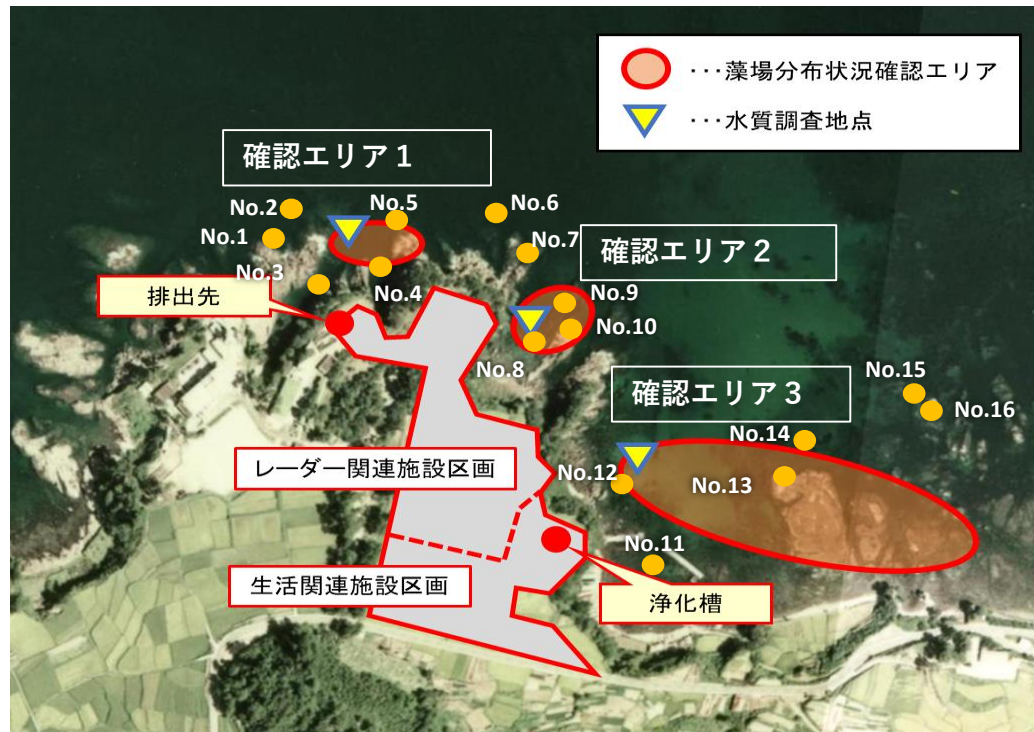 ･･･藻場分布状況確認エリア
･･･水質調査地点
確認エリア１
No.2
No.5
No.6
No.1
No.7
確認エリア２
No.3
No.4
排出先
No.9
No.10
No.8
No.15
確認エリア３
No.16
No.14
レーダー関連施設区画
No.12
No.13
No.11
生活関連施設区画
浄化槽